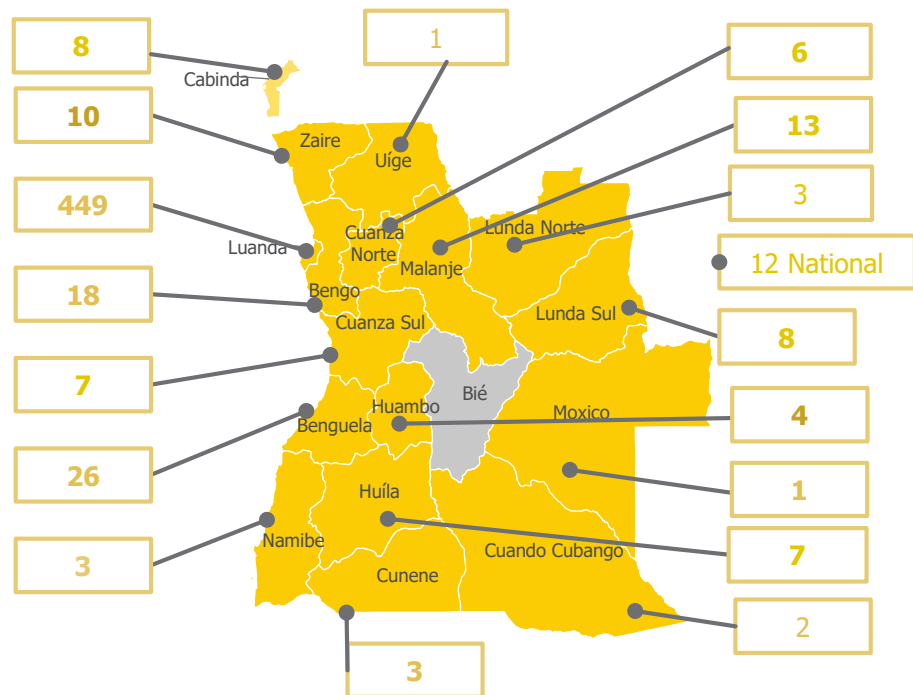 8
1
6
Cabinda
10
13
Zaire
Uíge
3
449
Lunda Norte
Cuanza
Norte
Luanda
Malanje
12 National
18
Bengo
Cuanza Sul
Lunda Sul
8
7
Bié
Huambo
Moxico
4
Benguela
26
1
Huíla
Namibe
3
Cuando Cubango
7
Cunene
2
3